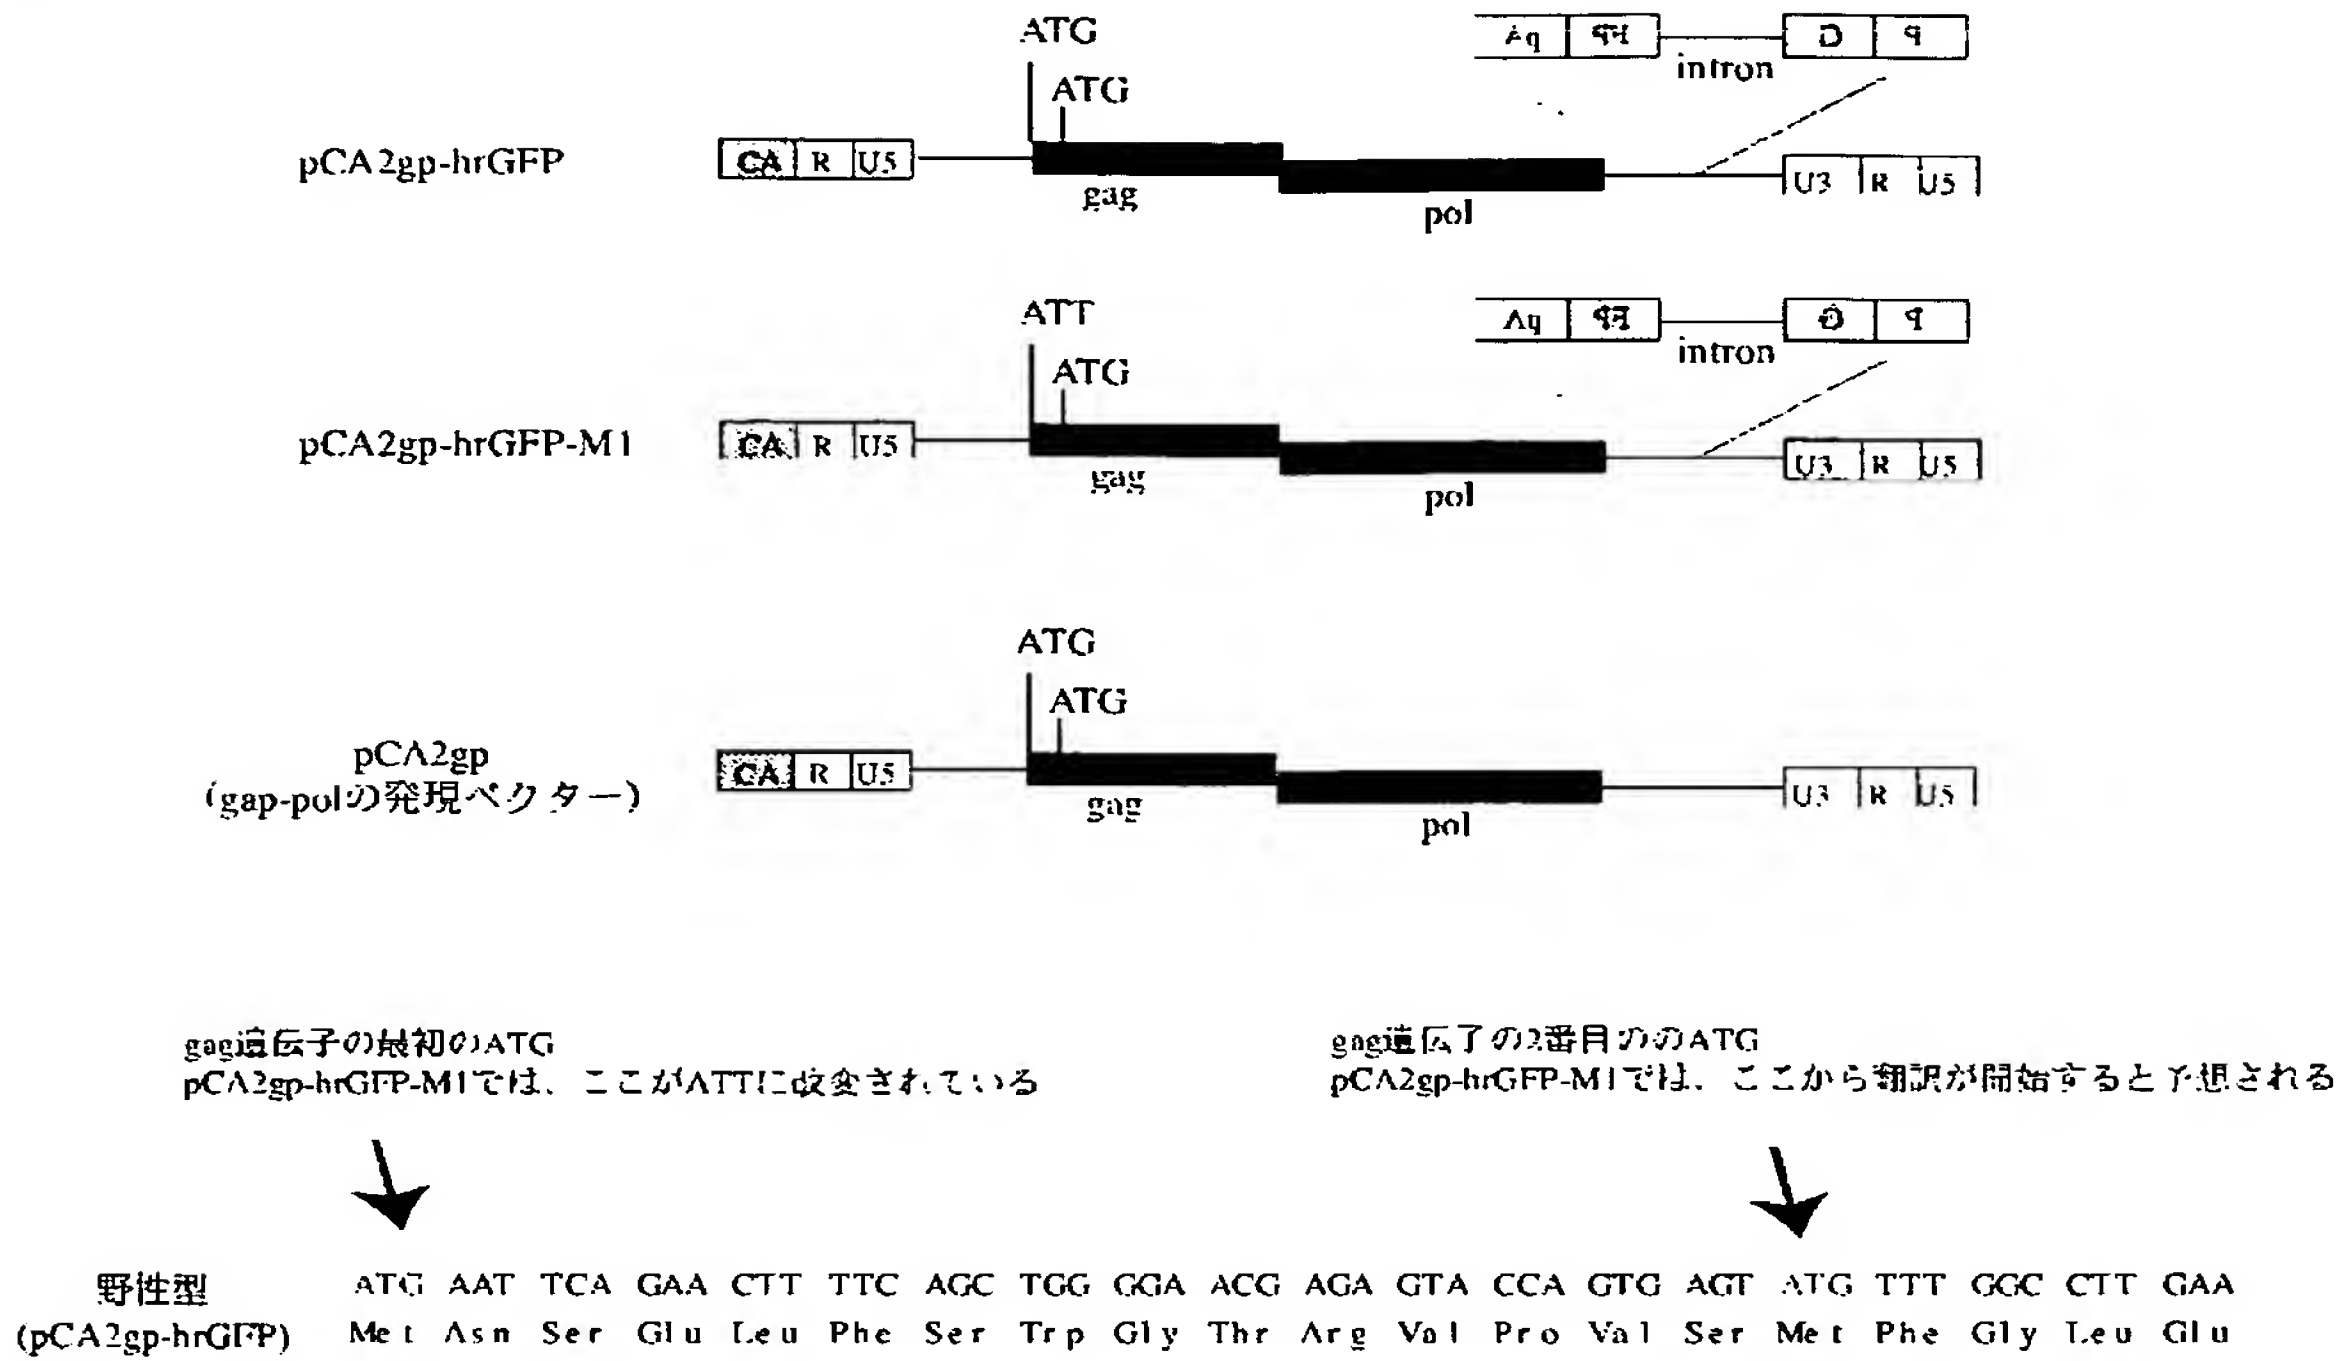 ATG
ATG
intron
pCA2gp-hrGFP
CA R U5
U3 R U5
gag
pol
ATT
ATG
intron
pCA2gp-hrGFP-M1
CA R U5
U3 R U5
gag
pol
ATG
ATG
pCA2gp
(gap-polの発現ベクター)
CA R U5
U3 R U5
gag
pol
gag遺伝子の最初のATG
pCA2gp-hrGFP-M1では、ここがATTに改変されている
gag遺伝子の2番目ののATG
pCA2gp-hrGFP-M1では、ここから翻訳が開始すると予想される
野性型
(pCA2gp-hrGFP)
ATG AAT TCA GAA CTT TTC AGC TGG GGA ACG AGA GTA CCA GTG AGT ATG TTT GGC CTT GAA
Met Asn Ser Glu Leu Phe Ser Trp Gly Thr Arg Val Pro Val Ser Met Phe Gly Leu Glu